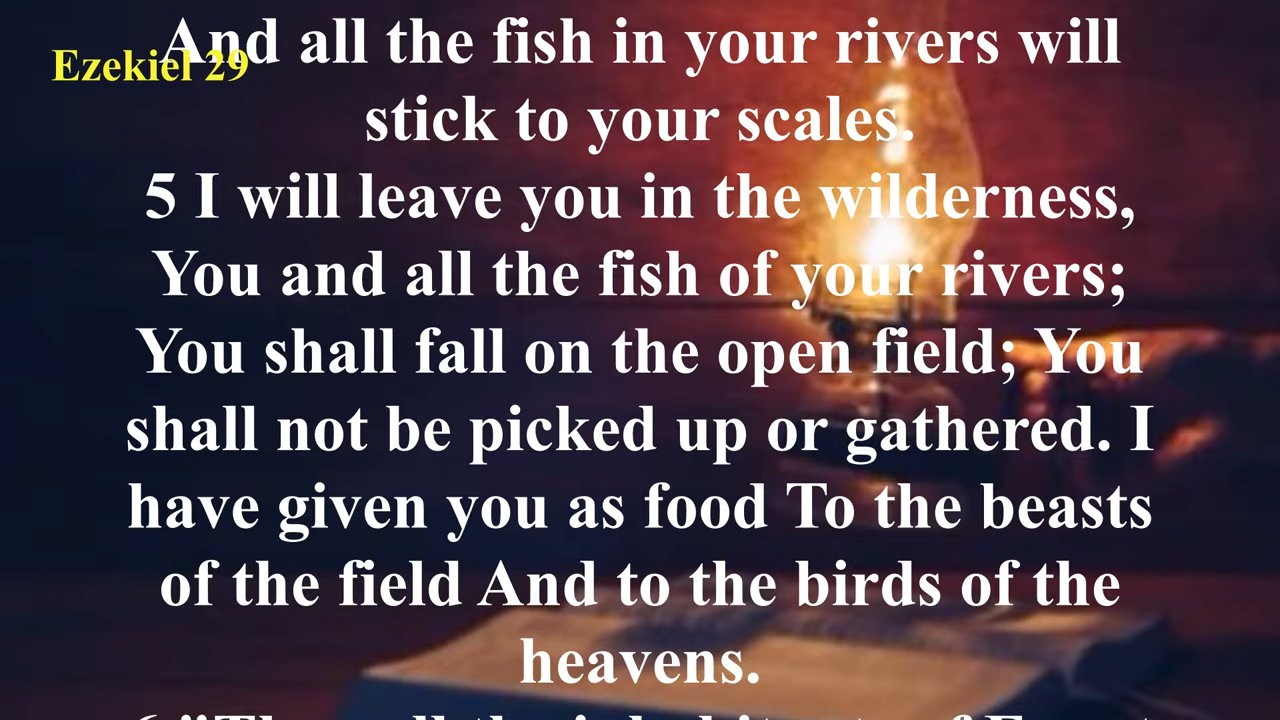 And all the fish in your rivers will
Ezekiel 29
stick to your scales.
5 I will leave you in the wilderness,
You and all the fish of your rivers;
You shall fall on the open field; You
shall not be picked up or gathered. I
have given you as food To the beasts
of the field And to the birds of the
heavens.